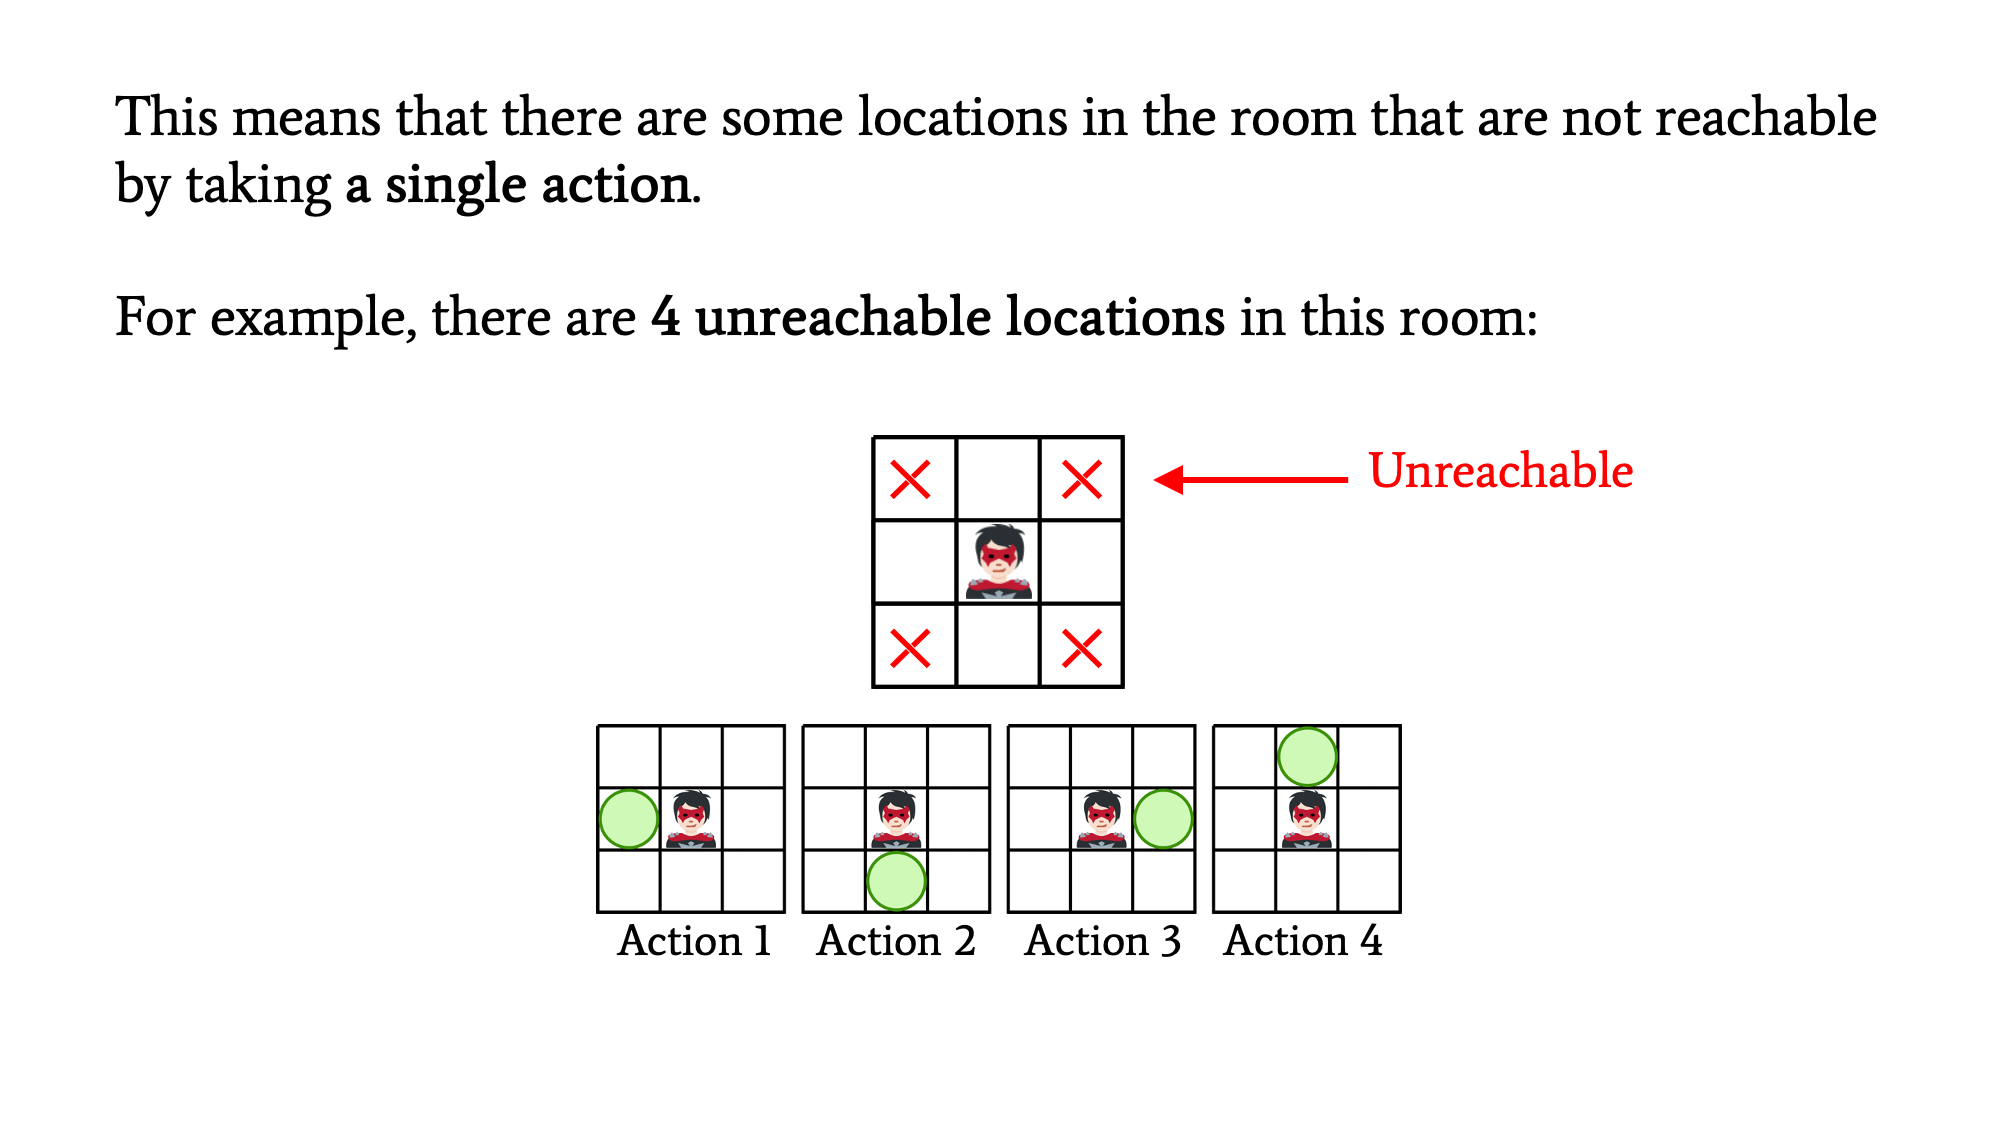 This means that there are some locations in the room that are not reachable
by taking a single action.
For example, there are 4 unreachable locations in this room:
Unreachable
Action 1
Action 2
Action 3
Action 4